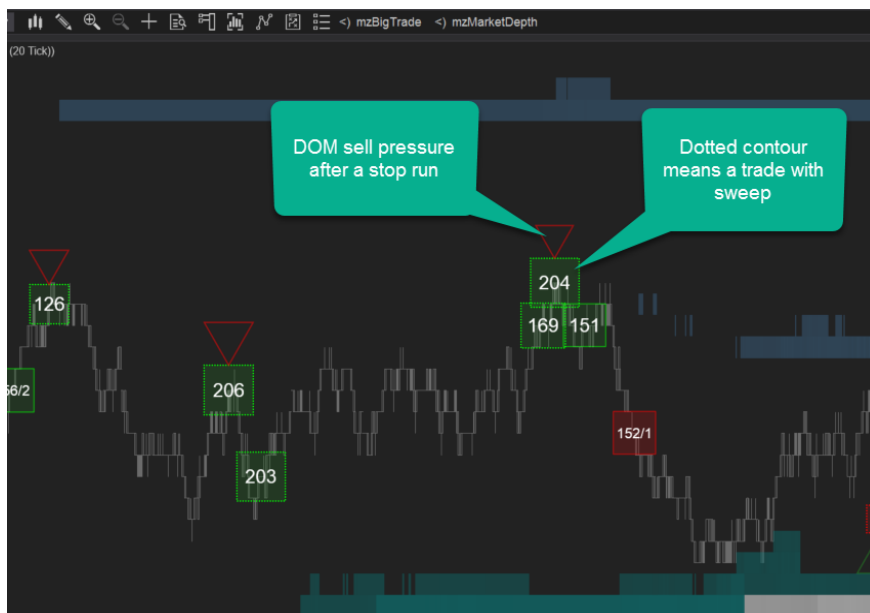 <) mzBigTrade <) mzMarketDepth
(20 Tick))
DOM sell pressure
after a stop run
Dotted contour
means a trade with
sweep
126
204
169
151
206
152/1
203